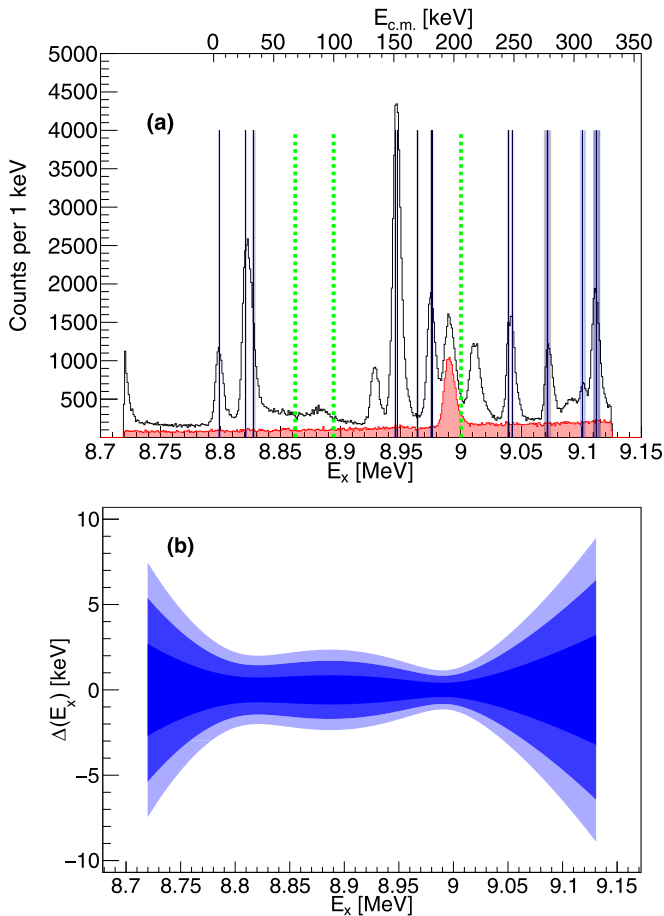 E_c.m. [keV]
0 50 100 150 200 250 300 350
5000
(a)
4500
4000
3500
3000
2500
2000
1500
1000
500
Counts per 1 keV
8.7 8.75 8.8 8.85 8.9 8.95 9 9.05 9.1 9.15
E_x [MeV]
10
(b)
5
0
−5
−10
Δ(E_x) [keV]
8.7 8.75 8.8 8.85 8.9 8.95 9 9.05 9.1 9.15
E_x [MeV]